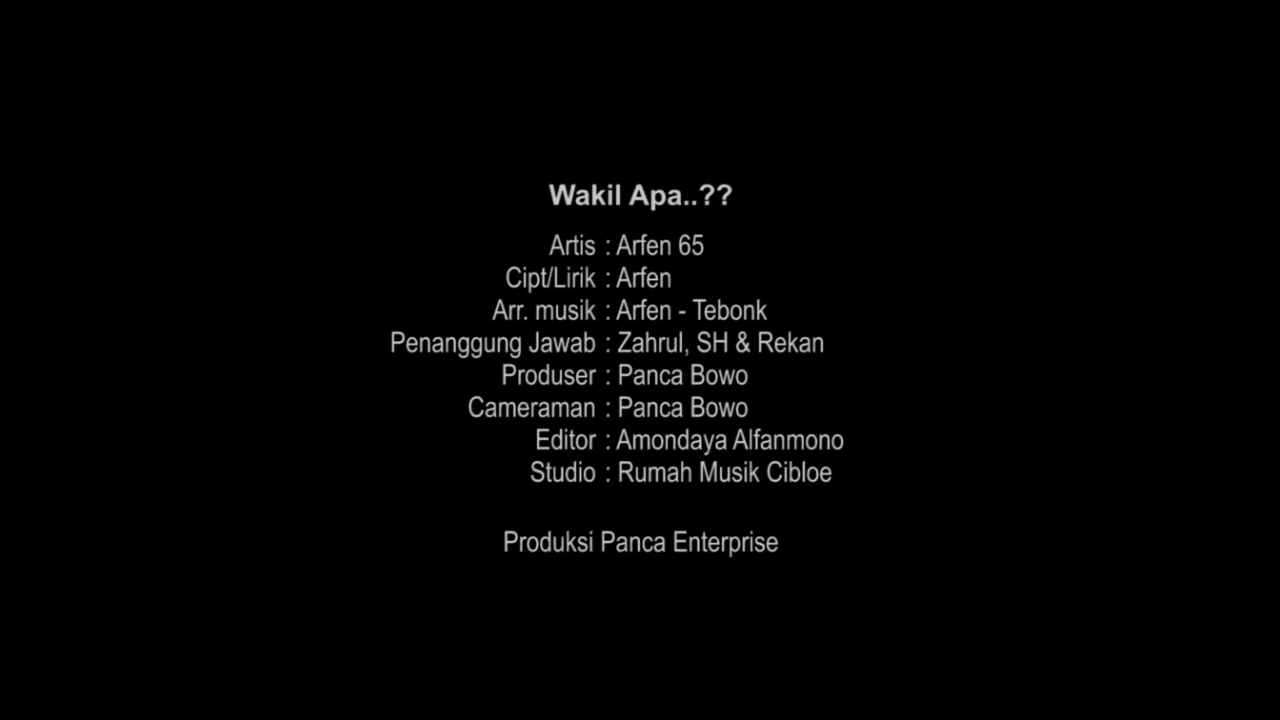 Wakil Apa..??
Artis : Arfen 65
Cipt/Lirik : Arfen
Arr. musik : Arfen - Tebonk
Penanggung Jawab : Zahrul, SH & Rekan
Produser : Panca Bowo
Cameraman : Panca Bowo
Editor : Amondaya Alfanmono
Studio : Rumah Musik Cibloe
Produksi Panca Enterprise